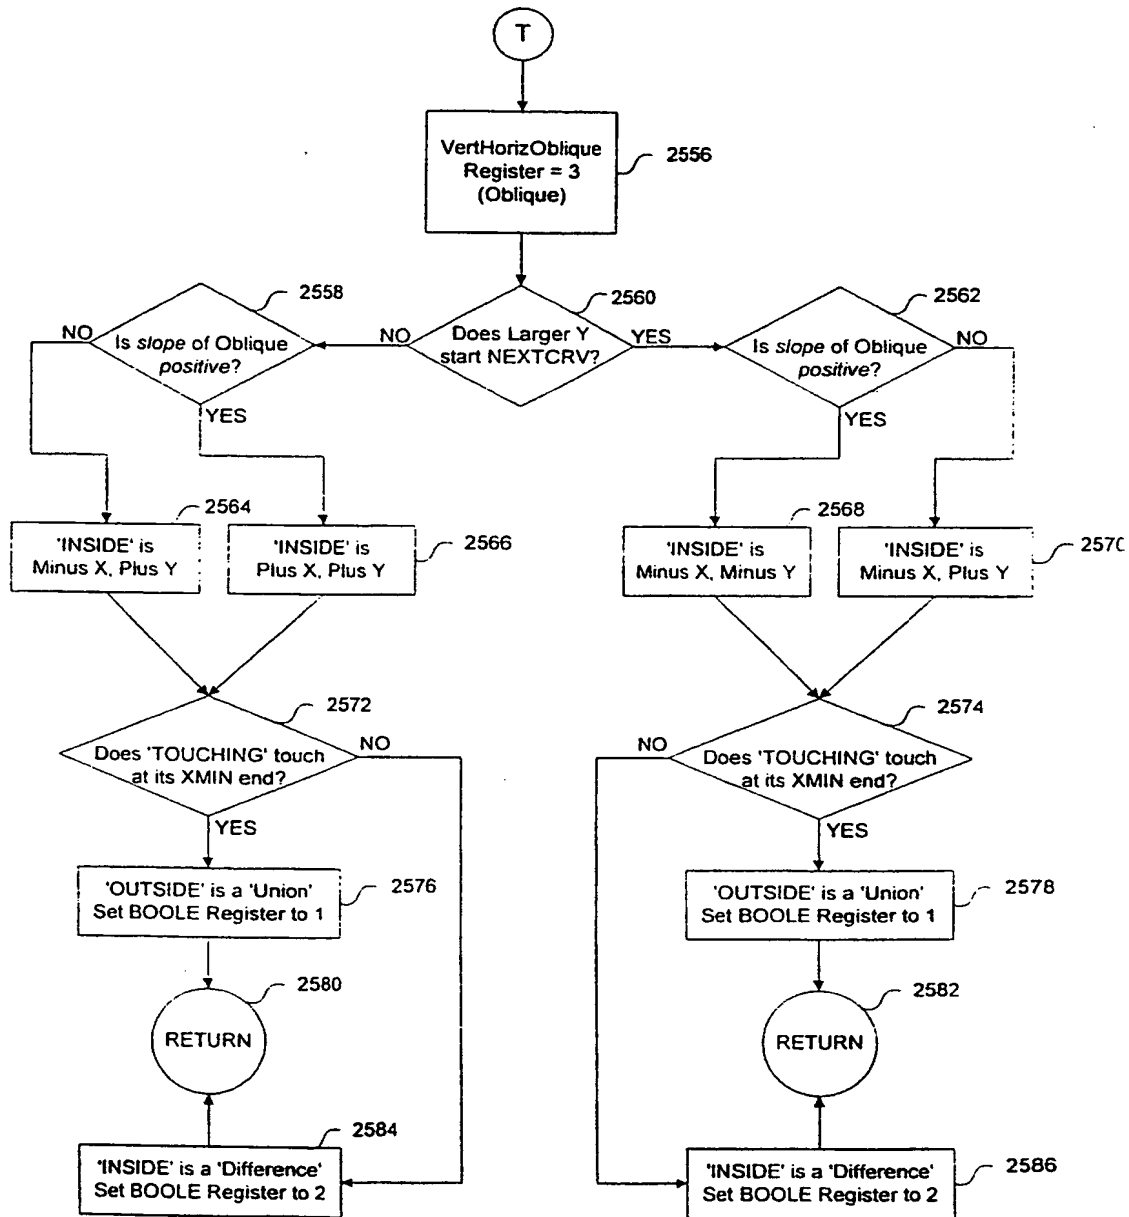 T
VertHorizOblique
Register = 3
(Oblique)
2556
2558
2560
2562
NO
Is slope of Oblique
positive?
YES
NO
Does Larger Y
start NEXTCRV?
YES
Is slope of Oblique
positive?
NO
YES
2564
'INSIDE' is
Minus X, Plus Y
'INSIDE' is
Plus X, Plus Y
2566
2568
'INSIDE' is
Minus X, Minus Y
'INSIDE' is
Minus X, Plus Y
2570
2572
Does 'TOUCHING' touch
at its XMIN end?
NO
YES
2574
NO
Does 'TOUCHING' touch
at its XMIN end?
YES
'OUTSIDE' is a 'Union'
Set BOOLE Register to 1
2576
'OUTSIDE' is a 'Union'
Set BOOLE Register to 1
2578
2580
RETURN
2582
RETURN
2584
'INSIDE' is a 'Difference'
Set BOOLE Register to 2
'INSIDE' is a 'Difference'
Set BOOLE Register to 2
2586